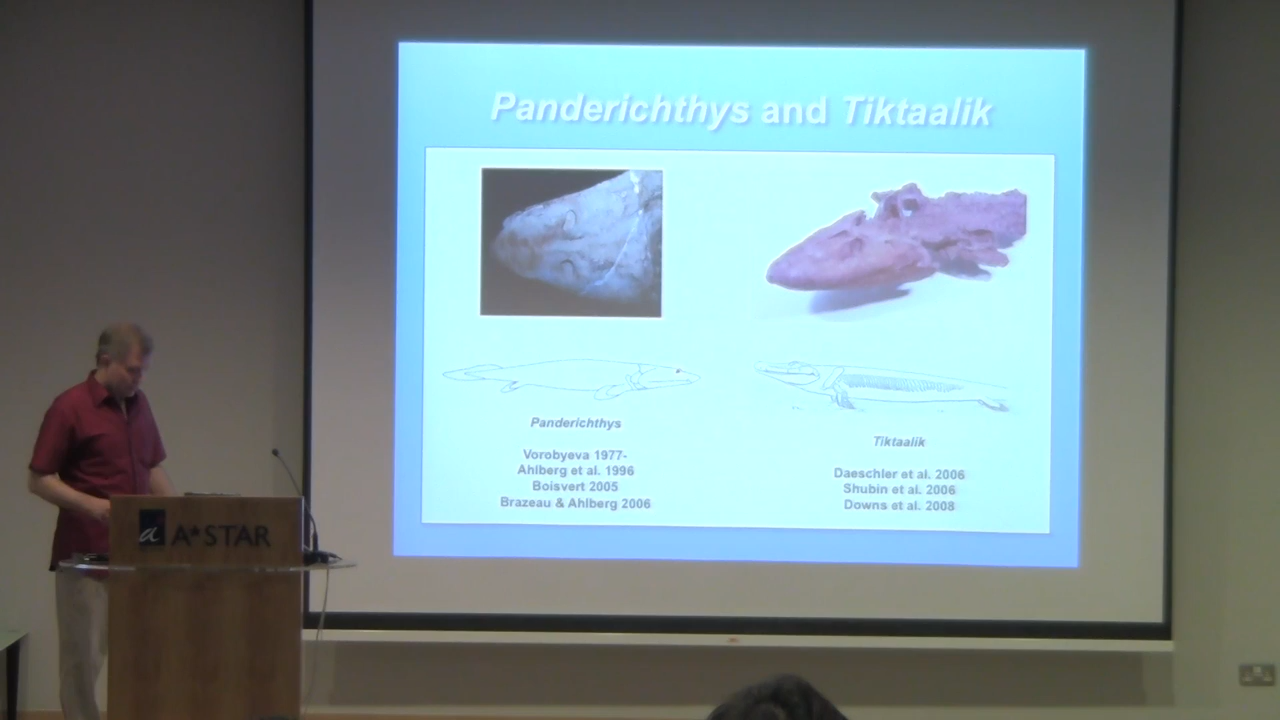 Panderichthys and Tiktaalik
Panderichthys
Vorobyeva 1977-
Ahlberg et al. 1996
Boisvert 2005
Brazeau & Ahlberg 2006
Tiktaalik
Daeschler et al. 2006
Shubin et al. 2006
Downs et al. 2008
a A*STAR